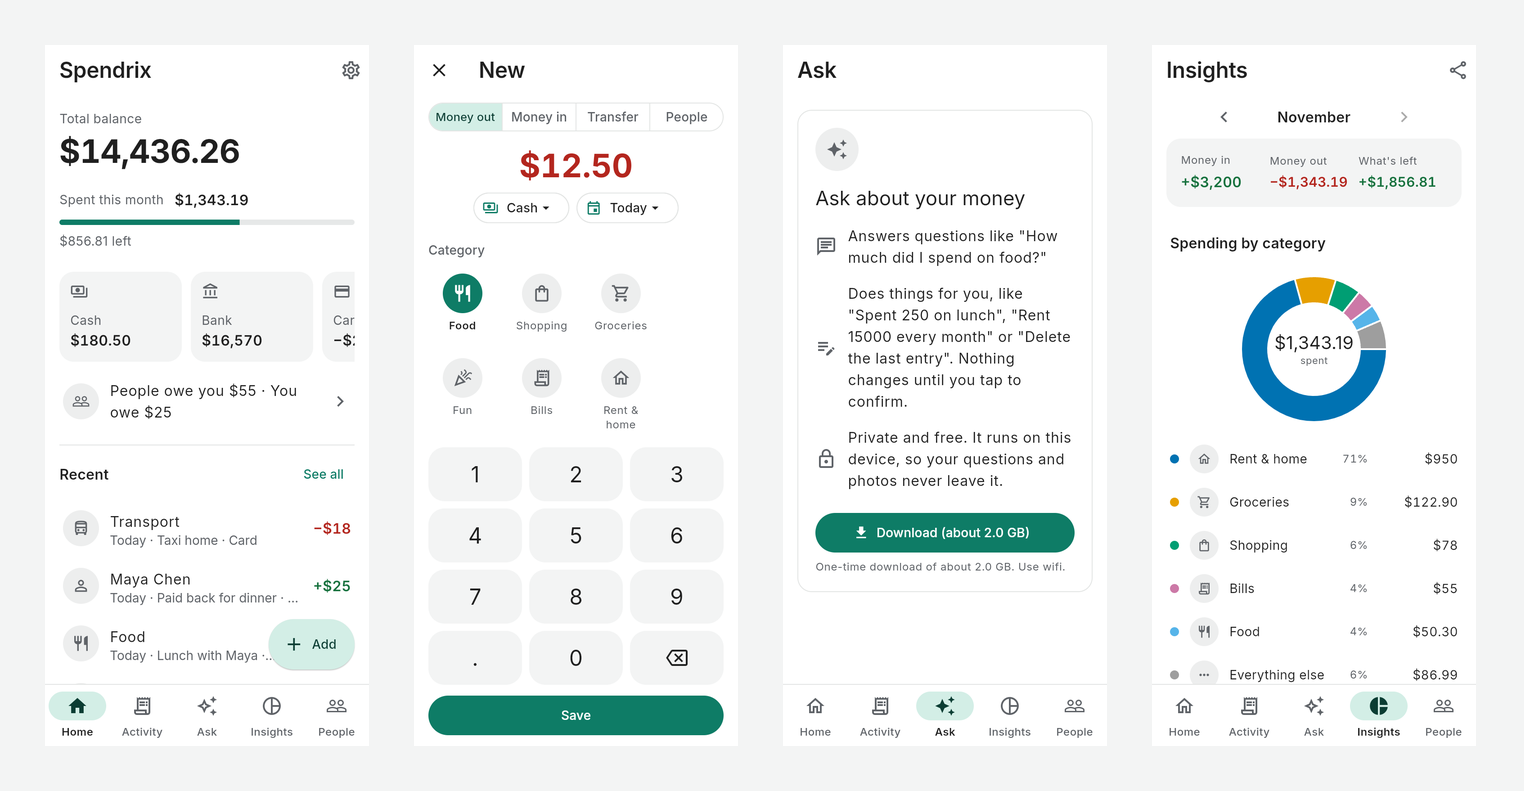 Spendrix
Total balance
$14,436.26
Spent this month $1,343.19
$856.81 left
Cash
$180.50
Bank
$16,570
Car
−$2
People owe you $55 · You
owe $25
Recent
See all
Transport
Today · Taxi home · Card
−$18
Maya Chen
Today · Paid back for dinner · ...
+$25
Food
Today · Lunch with Maya ·...
Add
Home
Activity
Ask
Insights
People
New
Money out
Money in
Transfer
People
$12.50
Cash
Today
Category
Food
Shopping
Groceries
Fun
Bills
Rent &
home
1
2
3
4
5
6
7
8
9
.
0
Save
Ask
Ask about your money
Answers questions like "How
much did I spend on food?"
Does things for you, like
"Spent 250 on lunch", "Rent
15000 every month" or "Delete
the last entry". Nothing
changes until you tap to
confirm.
Private and free. It runs on this
device, so your questions and
photos never leave it.
Download (about 2.0 GB)
One-time download of about 2.0 GB. Use wifi.
Home
Activity
Ask
Insights
People
Insights
November
Money in
+$3,200
Money out
−$1,343.19
What's left
+$1,856.81
Spending by category
$1,343.19
spent
Rent & home 71% $950
Groceries 9% $122.90
Shopping 6% $78
Bills 4% $55
Food 4% $50.30
Everything else 6% $86.99
Home
Activity
Ask
Insights
People